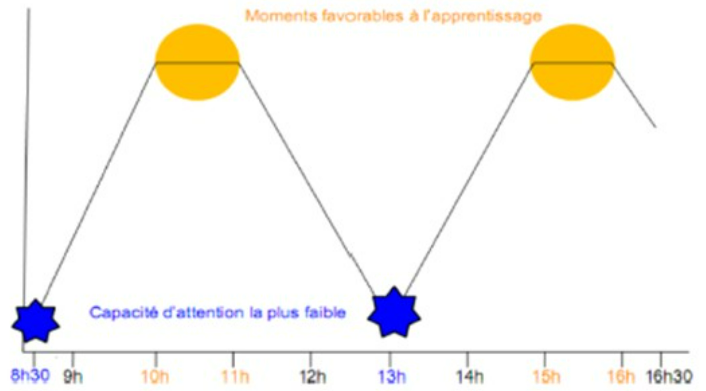 Moments favorables à l'apprentissage
Capacité d'attention la plus faible
8h30 9h 10h 11h 12h 13h 14h 15h 16h 16h30